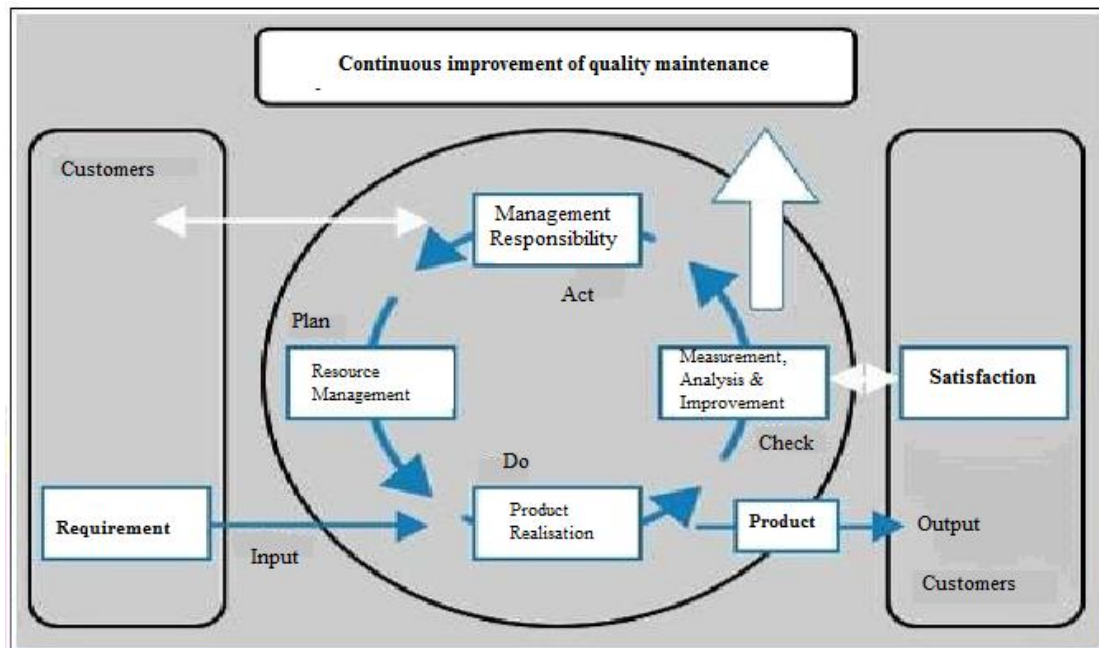 Continuous improvement of quality maintenance
-
Customers
Management
Responsibility
Act
Plan
Resource
Management
Measurement,
Analysis &
Improvement
Satisfaction
Check
Do
Requirement
Input
Product
Realisation
Product
Output
Customers